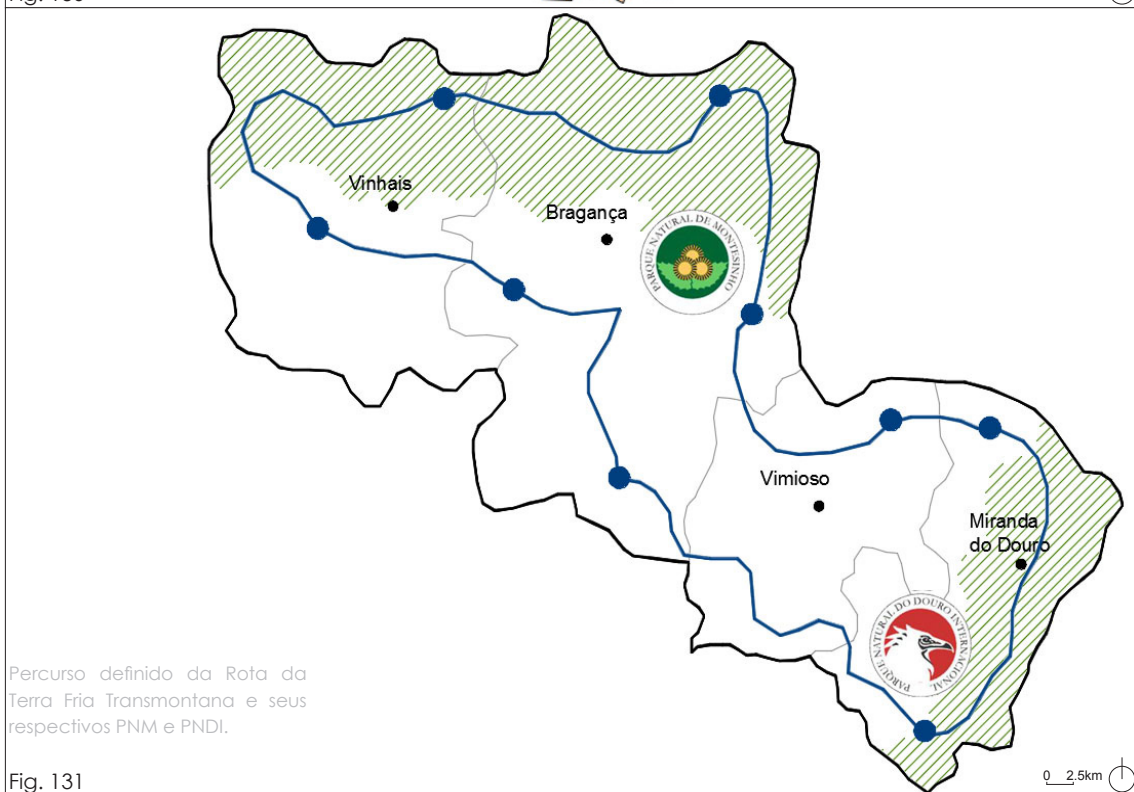 Vinhais
Bragança
PARQUE NATURAL DE MONTESINHO
Vimioso
Miranda
do Douro
PARQUE NATURAL DO DOURO INTERNACIONAL
Percurso definido da Rota da
Terra Fria Transmontana e seus
respectivos PNM e PNDI.
Fig. 131
0 2.5km